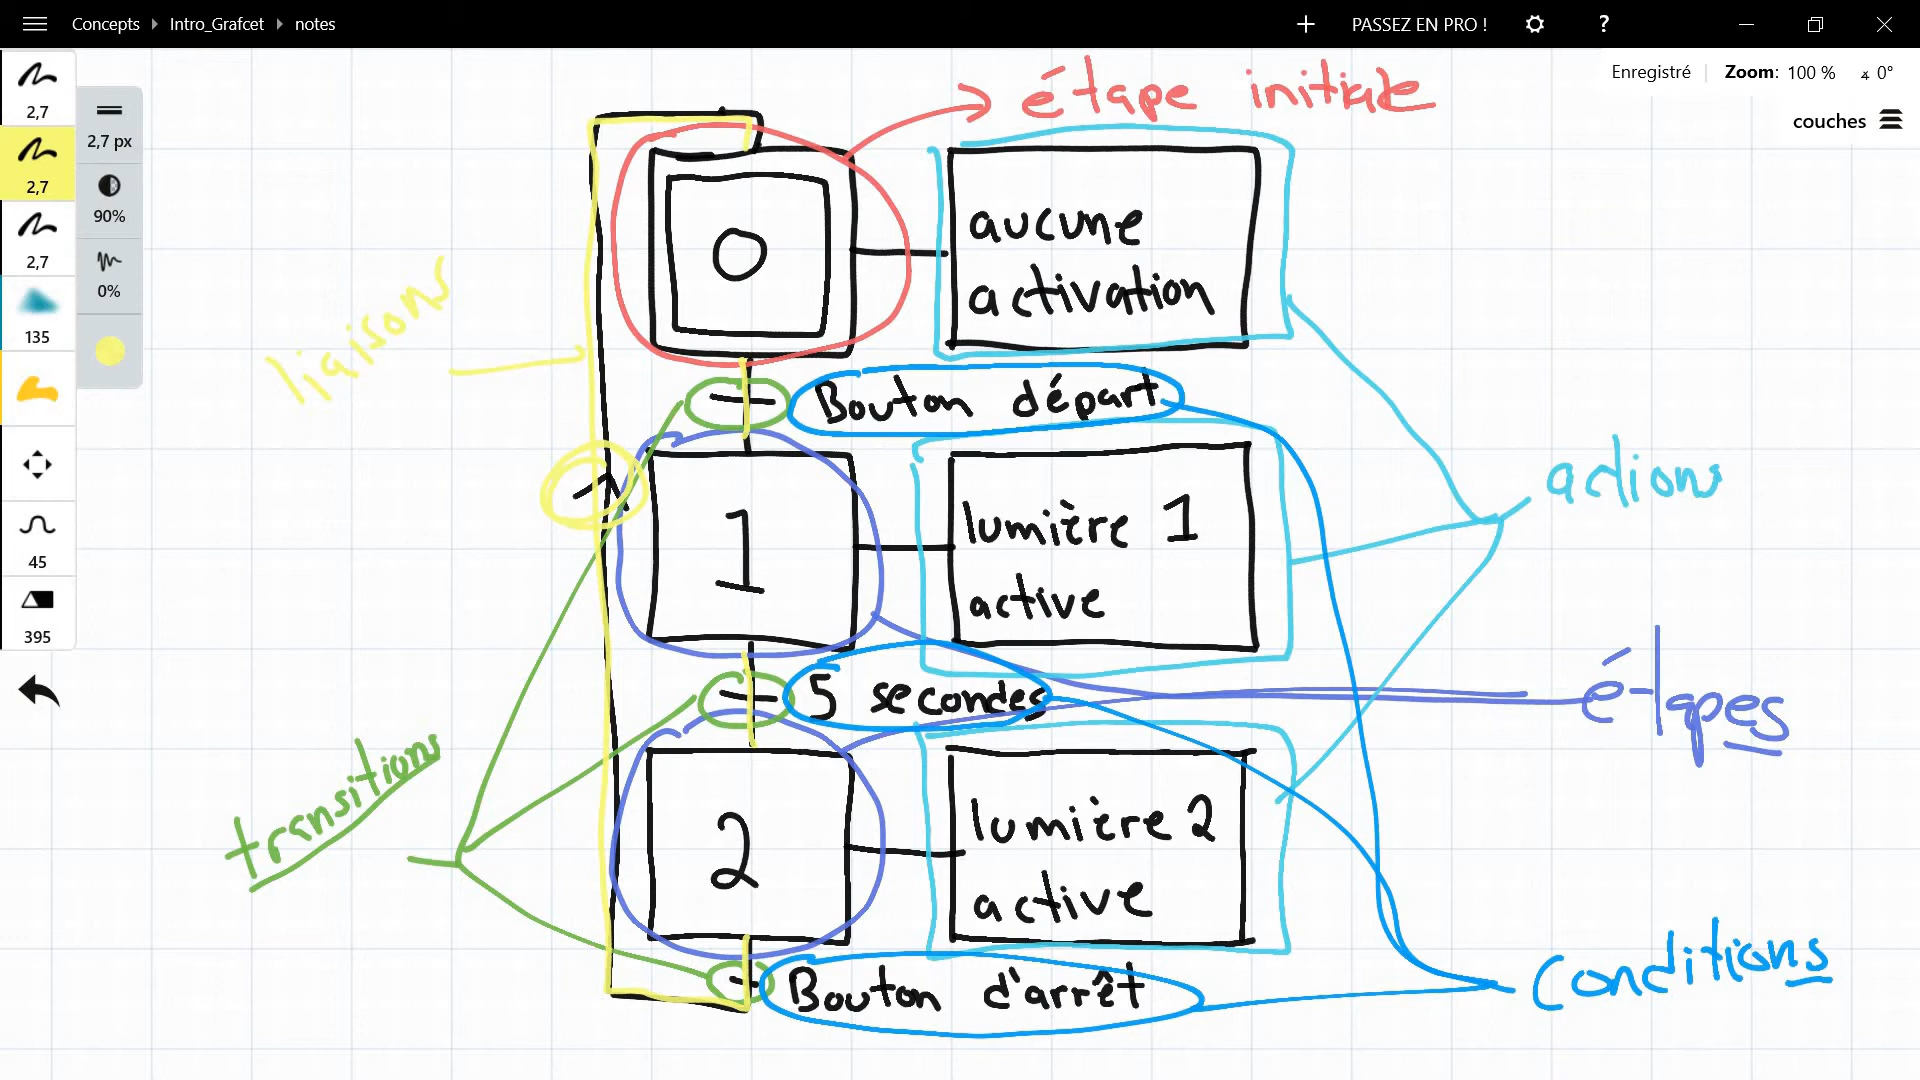 Concepts Intro_Grafcet notes
PASSEZ EN PRO ! ?
Enregistré Zoom: 100 % 0°
couches
2,7
2,7 px
2,7
90%
2,7
0%
135
45
395
étape initiale
0
aucune
activation
liaison
Bouton départ
1
lumière 1
active
actions
5 secondes
étapes
transitions
2
lumière 2
active
Bouton d'arrêt
conditions